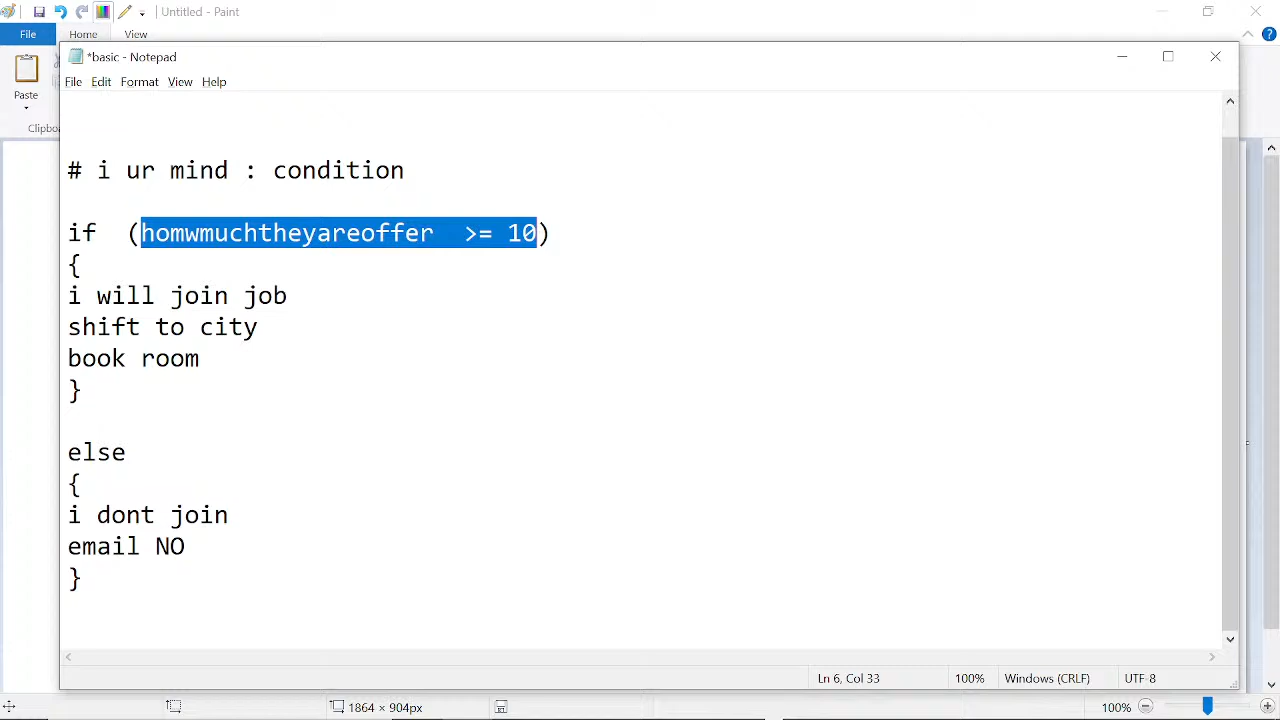 Untitled - Paint
File Home View
*basic - Notepad
File Edit Format View Help
Paste
# i ur mind : condition
if (homwmuchtheyareoffer >= 10)
{
i will join job
shift to city
book room
}
else
{
i dont join
email NO
}
Ln 6, Col 33 100% Windows (CRLF) UTF-8
1864 × 904px 100%